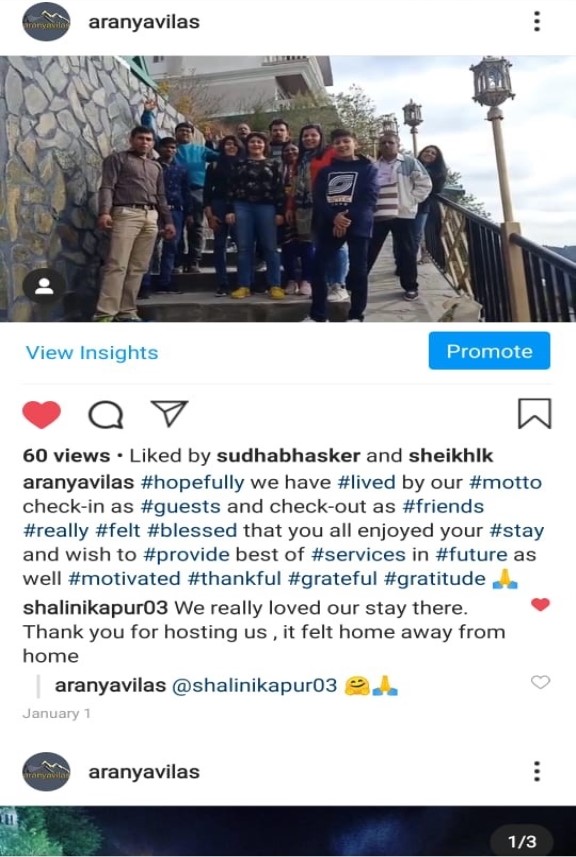 aranyavilas
aranyavilas
View Insights
Promote
60 views • Liked by sudhabhasker and sheikhlk
aranyavilas #hopefully we have #lived by our #motto
check-in as #guests and check-out as #friends
#really #felt #blessed that you all enjoyed your #stay
and wish to #provide best of #services in #future as
well #motivated #thankful #grateful #gratitude 🙏
shalinikapur03 We really loved our stay there.
Thank you for hosting us , it felt home away from
home
aranyavilas @shalinikapur03 🤗🙏
January 1
aranyavilas
aranyavilas
1/3